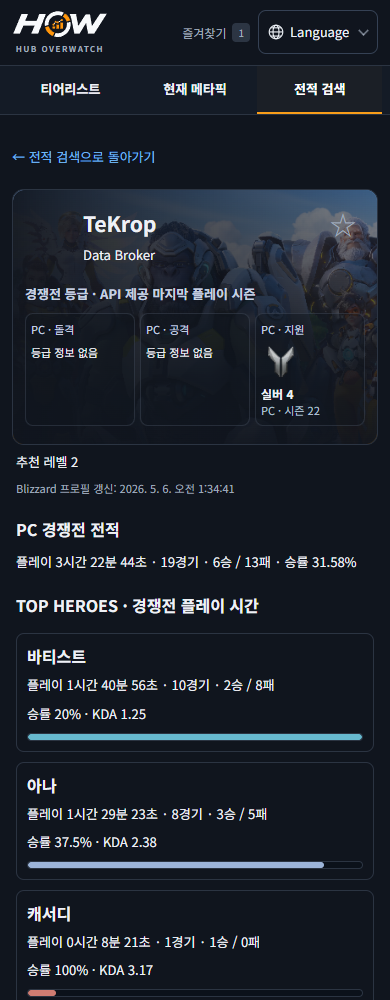 HOW
HUB OVERWATCH
즐겨찾기 1
Language
티어리스트
현재 메타픽
전적 검색
← 전적 검색으로 돌아가기
TeKrop
Data Broker
경쟁전 등급 · API 제공 마지막 플레이 시즌
PC · 돌격
등급 정보 없음
PC · 공격
등급 정보 없음
PC · 지원
실버 4
PC · 시즌 22
추천 레벨 2
Blizzard 프로필 갱신: 2026. 5. 6. 오전 1:34:41
PC 경쟁전 전적
플레이 3시간 22분 44초 · 19경기 · 6승 / 13패 · 승률 31.58%
TOP HEROES · 경쟁전 플레이 시간
바티스트
플레이 1시간 40분 56초 · 10경기 · 2승 / 8패
승률 20% · KDA 1.25
아나
플레이 1시간 29분 23초 · 8경기 · 3승 / 5패
승률 37.5% · KDA 2.38
캐서디
플레이 0시간 8분 21초 · 1경기 · 1승 / 0패
승률 100% · KDA 3.17